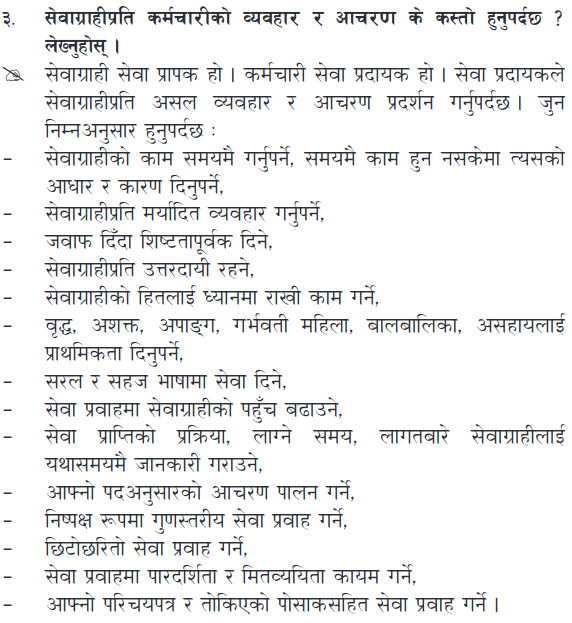 ३. सेवाग्राहीप्रति कर्मचारीको व्यवहार र आचरण के कस्तो हुनुपर्दछ ?
लेख्नुहोस् ।
सेवाग्राही सेवा प्रापक हो । कर्मचारी सेवा प्रदायक हो । सेवा प्रदायकले
सेवाग्राहीप्रति असल व्यवहार र आचरण प्रदर्शन गर्नुपर्दछ । जुन
निम्नअनुसार हुनुपर्दछ :
- सेवाग्राहीको काम समयमै गर्नुपर्ने, समयमै काम हुन नसकेमा त्यसको
आधार र कारण दिनुपर्ने,
- सेवाग्राहीप्रति मर्यादित व्यवहार गर्नुपर्ने,
- जवाफ दिँदा शिष्टतापूर्वक दिने,
- सेवाग्राहीप्रति उत्तरदायी रहने,
- सेवाग्राहीको हितलाई ध्यानमा राखी काम गर्ने,
- वृद्ध, अशक्त, अपाङ्ग, गर्भवती महिला, बालबालिका, असहायलाई
प्राथमिकता दिनुपर्ने,
- सरल र सहज भाषामा सेवा दिने,
- सेवा प्रवाहमा सेवाग्राहीको पहुँच बढाउने,
- सेवा प्राप्तिको प्रक्रिया, लाग्ने समय, लागतबारे सेवाग्राहीलाई
यथासमयमै जानकारी गराउने,
- आफ्नो पदअनुसारको आचरण पालन गर्ने,
- निष्पक्ष रूपमा गुणस्तरीय सेवा प्रवाह गर्ने,
- छिटोछरितो सेवा प्रवाह गर्ने,
- सेवा प्रवाहमा पारदर्शिता र मितव्ययिता कायम गर्ने,
- आफ्नो परिचयपत्र र तोकिएको पोसाकसहित सेवा प्रवाह गर्ने ।